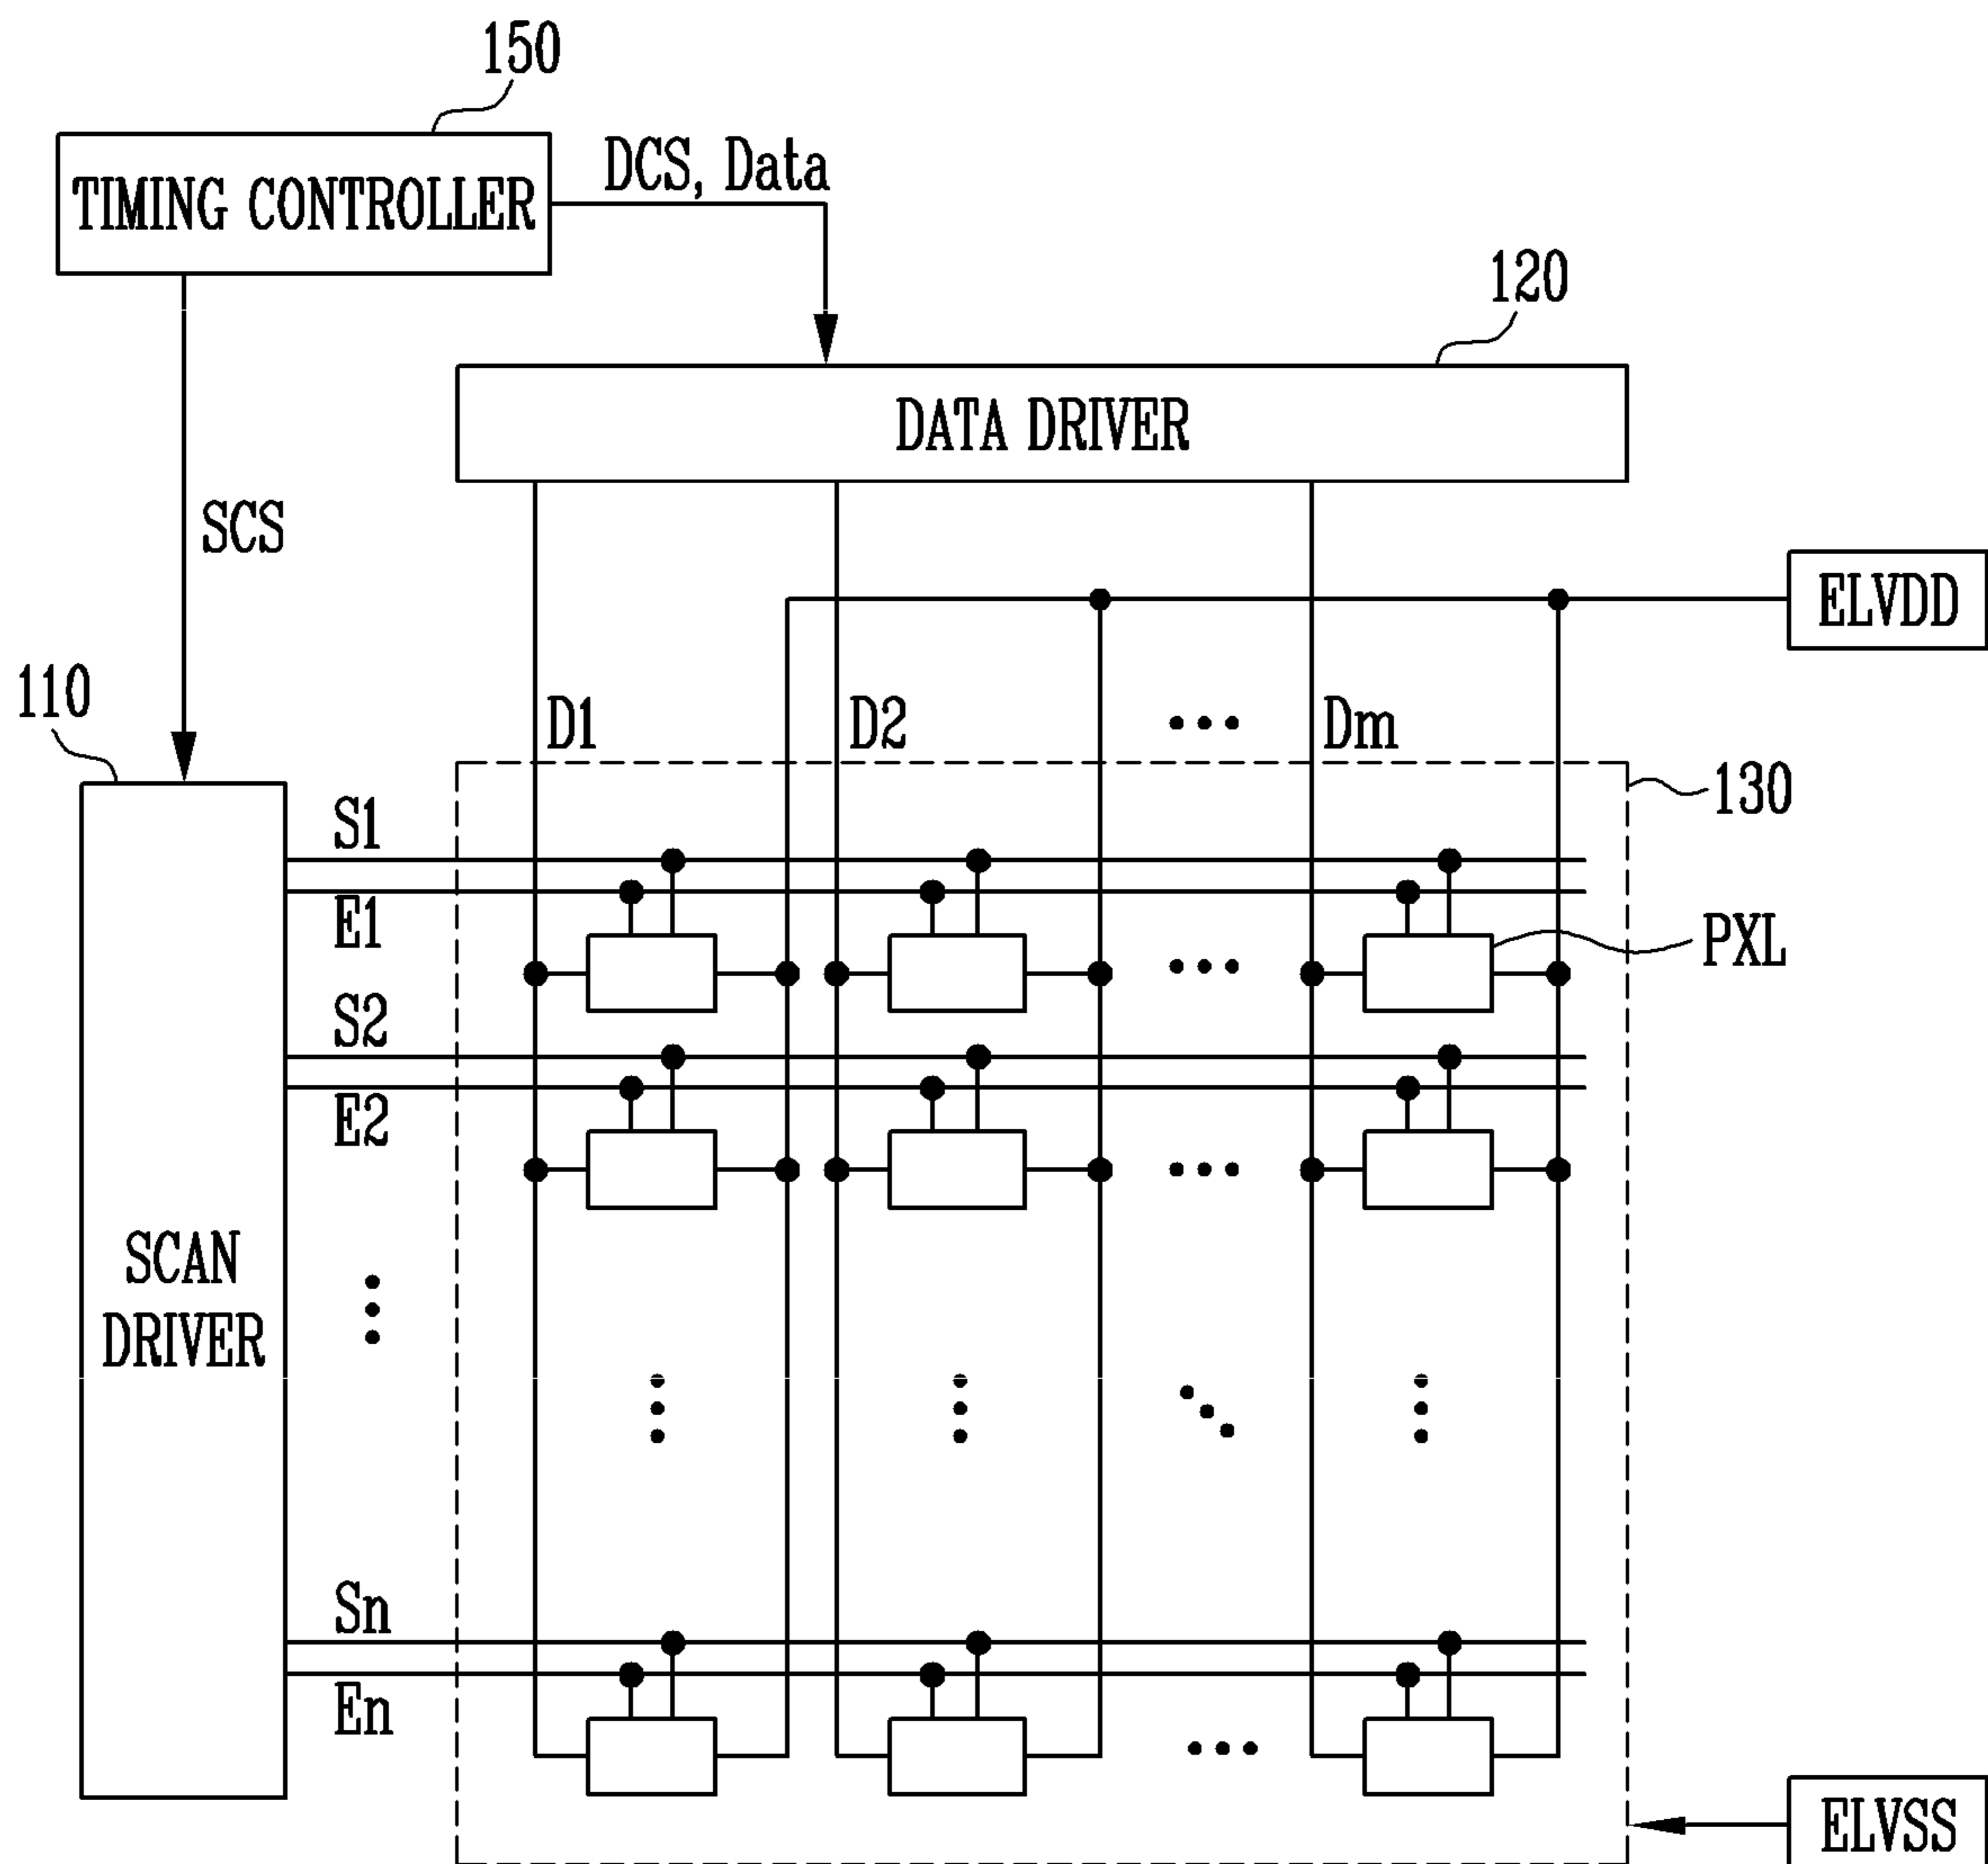 150
TIMING CONTROLLER
DCS, Data
120
DATA DRIVER
SCS
ELVDD
110
D1
D2
Dm
130
S1
E1
PXL
S2
E2
SCAN
DRIVER
Sn
En
ELVSS